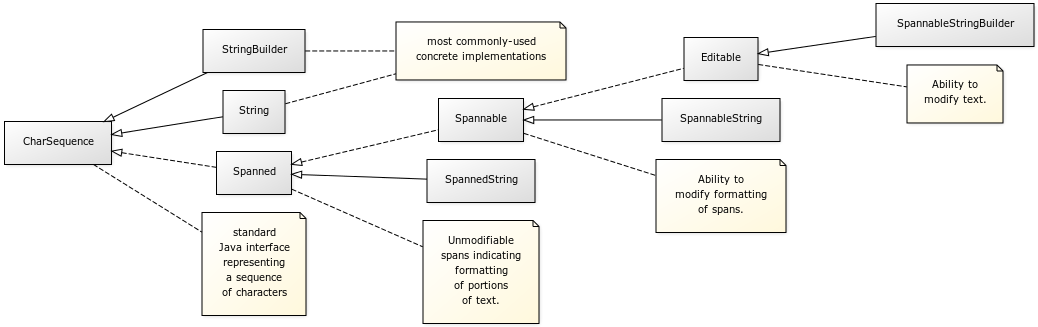 SpannableStringBuilder
StringBuilder
most commonly-used
concrete implementations
Editable
Ability to
modify text.
String
Spannable
SpannableString
CharSequence
Spanned
SpannedString
Ability to
modify formatting
of spans.
standard
Java interface
representing
a sequence
of characters
Unmodifiable
spans indicating
formatting
of portions
of text.